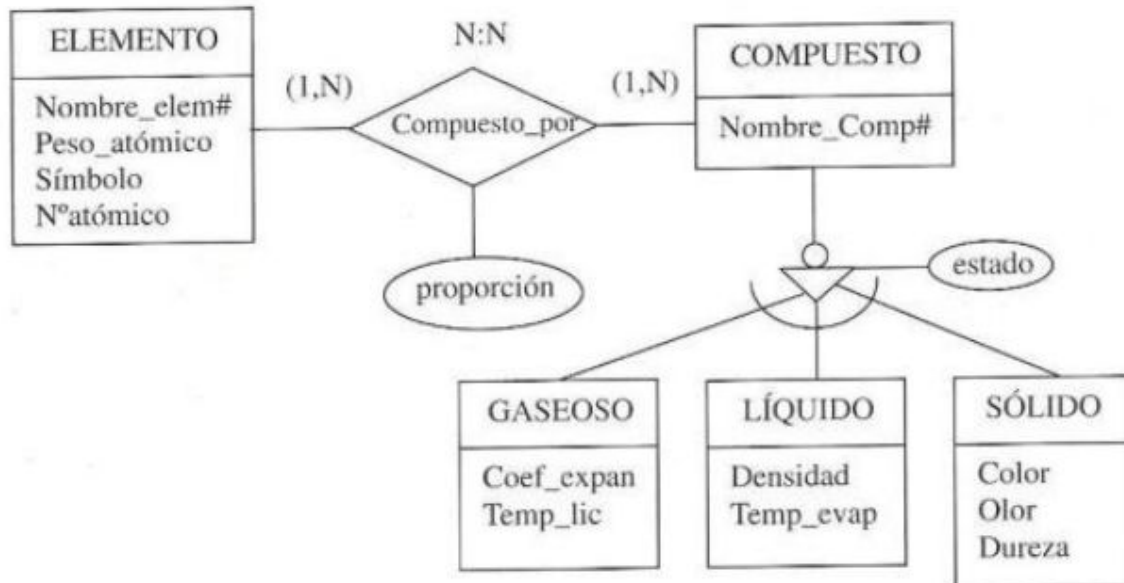 ELEMENTO
Nombre_elem#
Peso_atómico
Símbolo
Nºatómico
N:N
(1,N)
Compuesto_por
(1,N)
proporción
COMPUESTO
Nombre_Comp#
estado
GASEOSO
Coef_expan
Temp_lic
LÍQUIDO
Densidad
Temp_evap
SÓLIDO
Color
Olor
Dureza